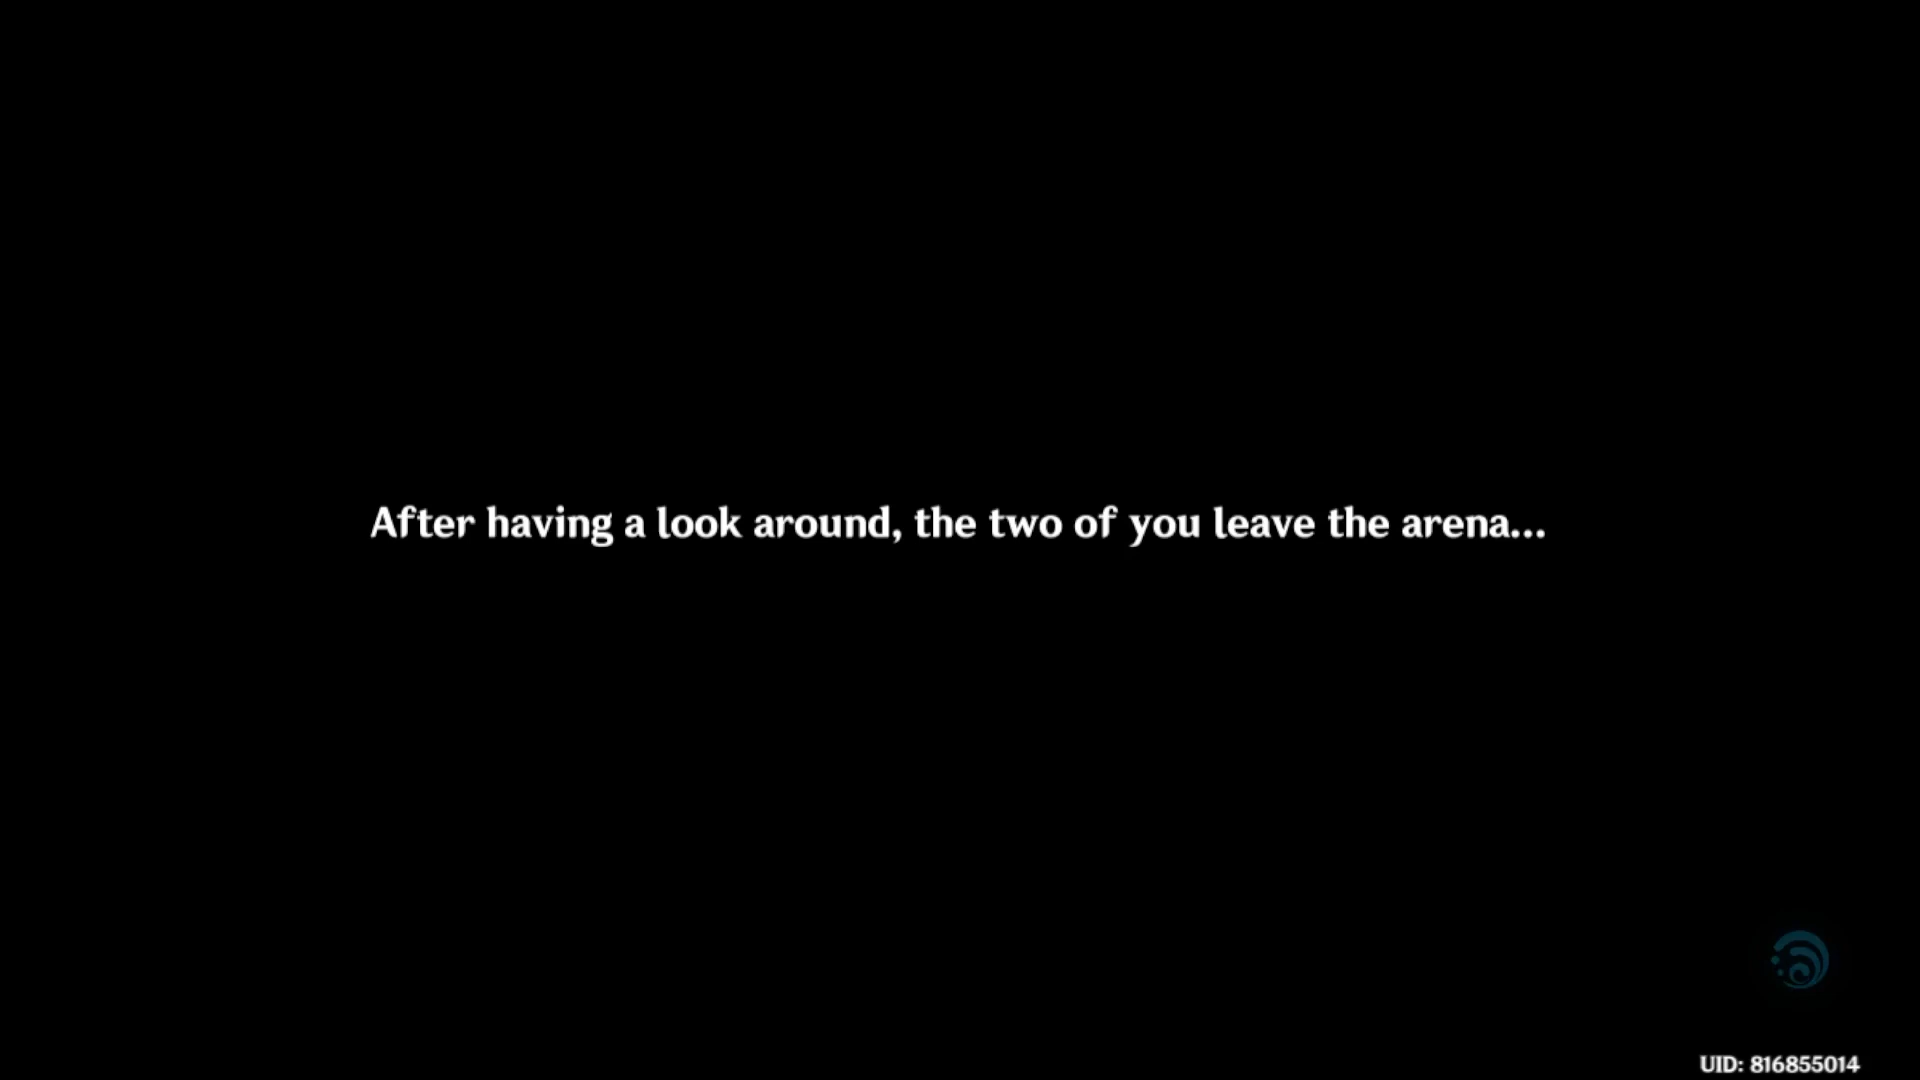 After having a look around, the two of you leave the arena...
UID: 816855014